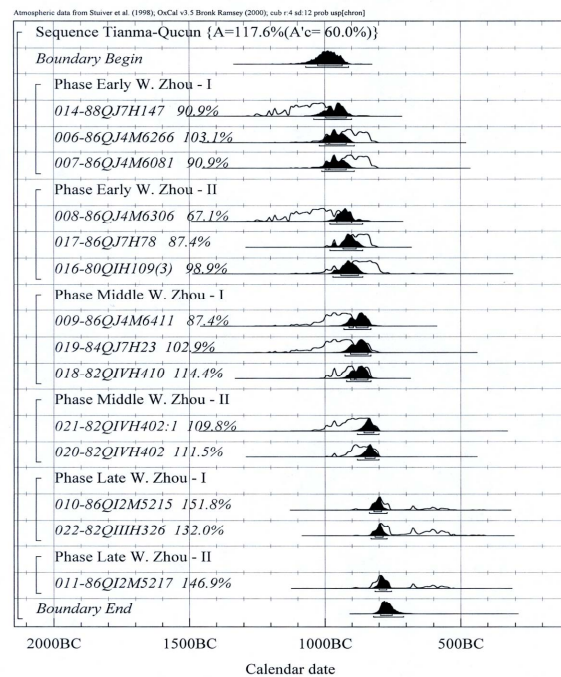 Atmospheric data from Stuiver et al. (1998); OxCal v3.5 Bronk Ramsey (2000); cub r:4 sd:12 prob usp[chron]
Sequence Tianma-Qucun {A=117.6%(A'c= 60.0%)}
Boundary Begin
Phase Early W. Zhou - I
014-88QJ7H147 90.9%
006-86QJ4M6266 103.1%
007-86QJ4M6081 90.9%
Phase Early W. Zhou - II
008-86QJ4M6306 67.1%
017-86QJ7H78 87.4%
016-80QIH109(3) 98.9%
Phase Middle W. Zhou - I
009-86QJ4M6411 87.4%
019-84QJ7H23 102.9%
018-82QIVH410 114.4%
Phase Middle W. Zhou - II
021-82QIVH402:1 109.8%
020-82QIVH402 111.5%
Phase Late W. Zhou - I
010-86QI2M5215 151.8%
022-82QIIIH326 132.0%
Phase Late W. Zhou - II
011-86QI2M5217 146.9%
Boundary End
2000BC 1500BC 1000BC 500BC
Calendar date